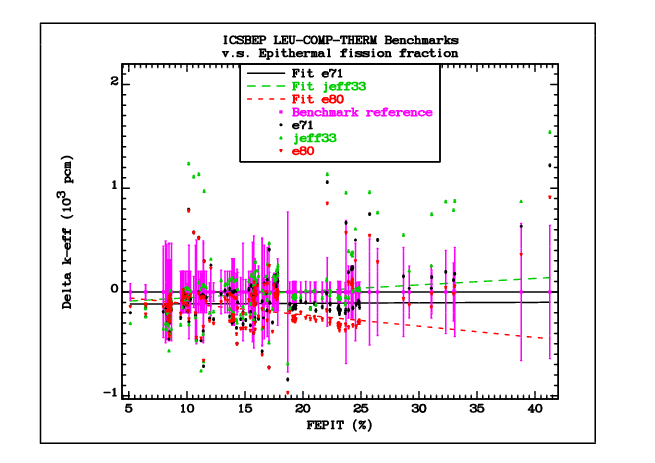 ICSBEP LEU-COMP-THERM Benchmarks
v.s. Epithermal fission fraction
Fit e71
Fit jeff33
Fit e80
Benchmark reference
e71
jeff33
e80
2
1
0
-1
Delta k-eff (10³ pcm)
5 10 15 20 25 30 35 40
FEPIT (%)